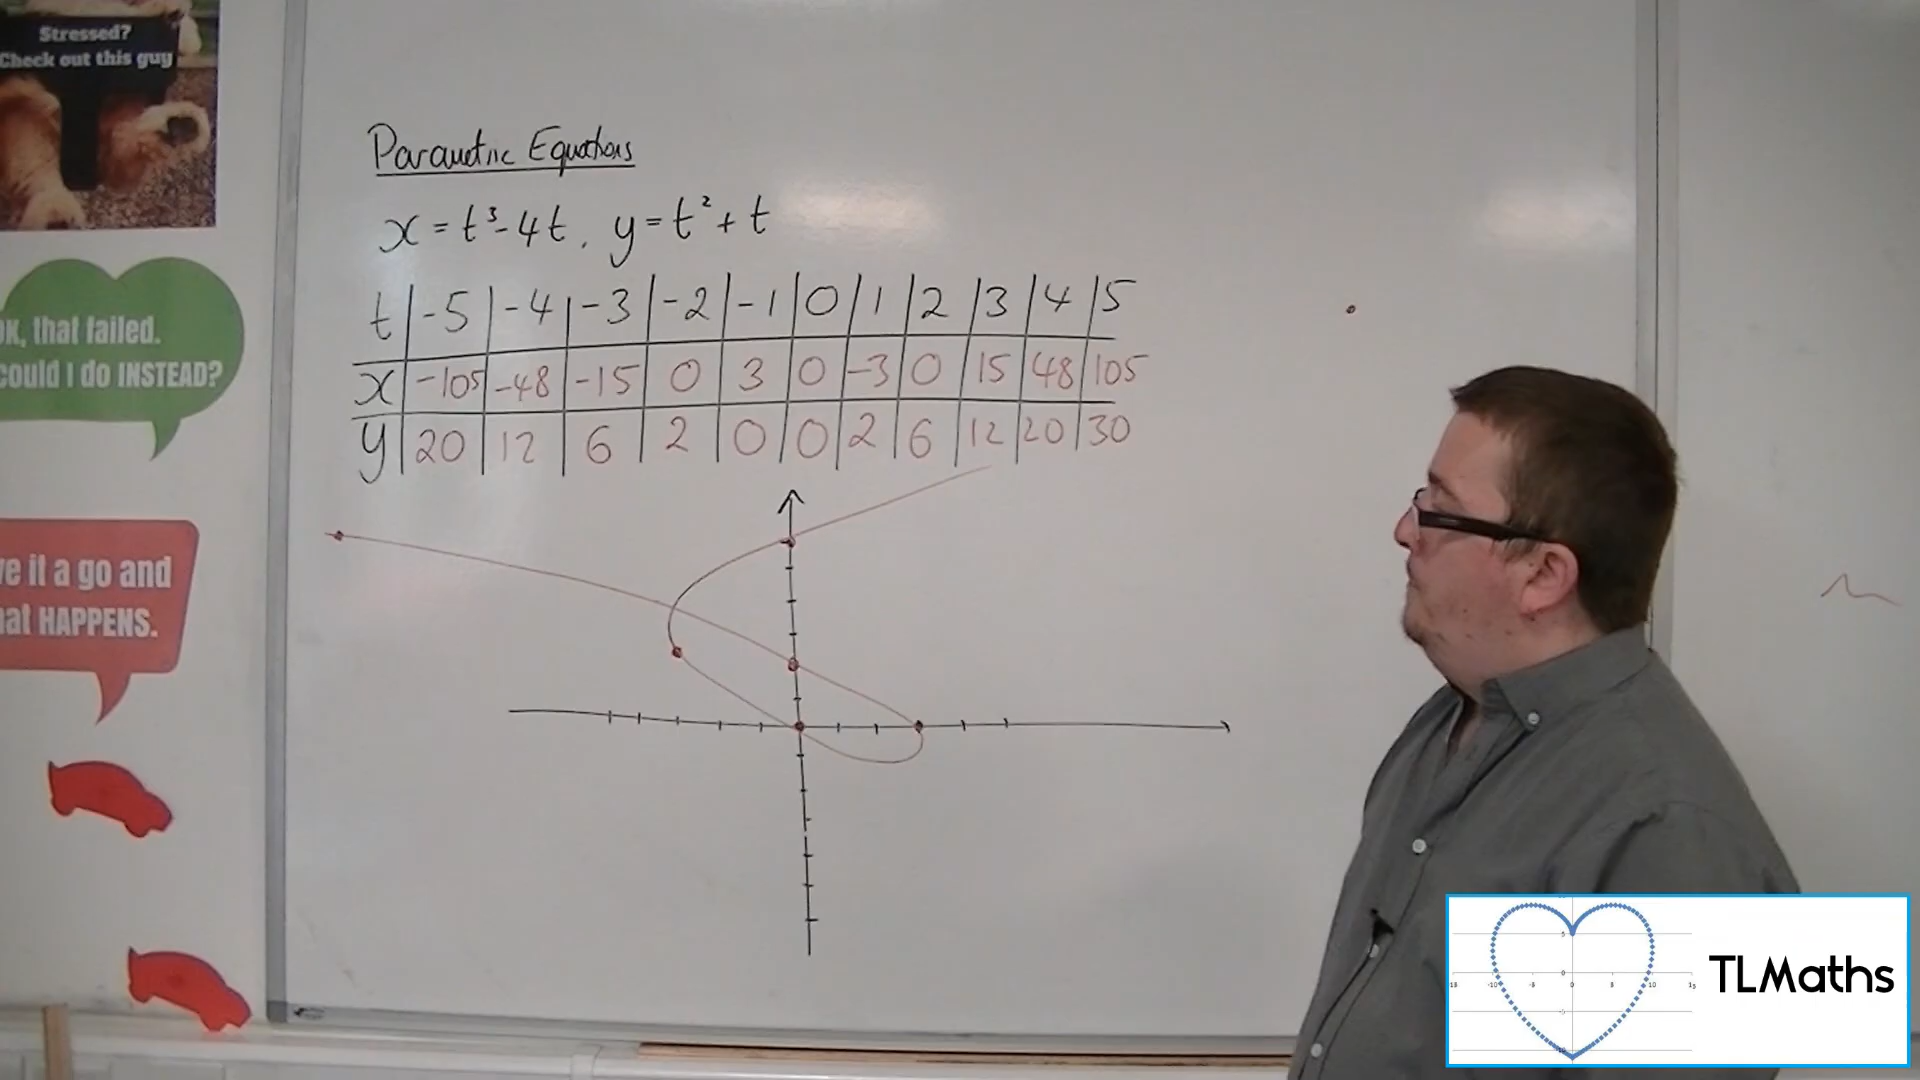 Stressed?
Check out this guy
OK, that failed.
could I do INSTEAD?
ve it a go and
hat HAPPENS.
Parametric Equations
x = t³ - 4t, y = t² + t
t | -5 | -4 | -3 | -2 | -1 | 0 | 1 | 2 | 3 | 4 | 5
x | -105 | -48 | -15 | 0 | 3 | 0 | -3 | 0 | 15 | 48 | 105
y | 20 | 12 | 6 | 2 | 0 | 0 | 2 | 6 | 12 | 20 | 30
TLMaths